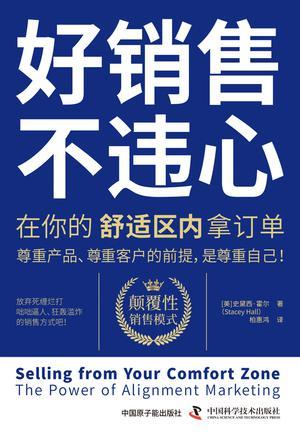 好销售
不违心
在你的 舒适区内 拿订单
尊重产品、尊重客户的前提，是尊重自己！
放弃死缠烂打
咄咄逼人、狂轰滥炸
的销售方式吧！
颠覆性
销售模式
[美]史黛西·霍尔 著
(Stacey Hall)
柏惠鸿 译
Selling from Your Comfort Zone
The Power of Alignment Marketing
中国原子能出版社
中国科学技术出版社
CHINA SCIENCE AND TECHNOLOGY PRESS